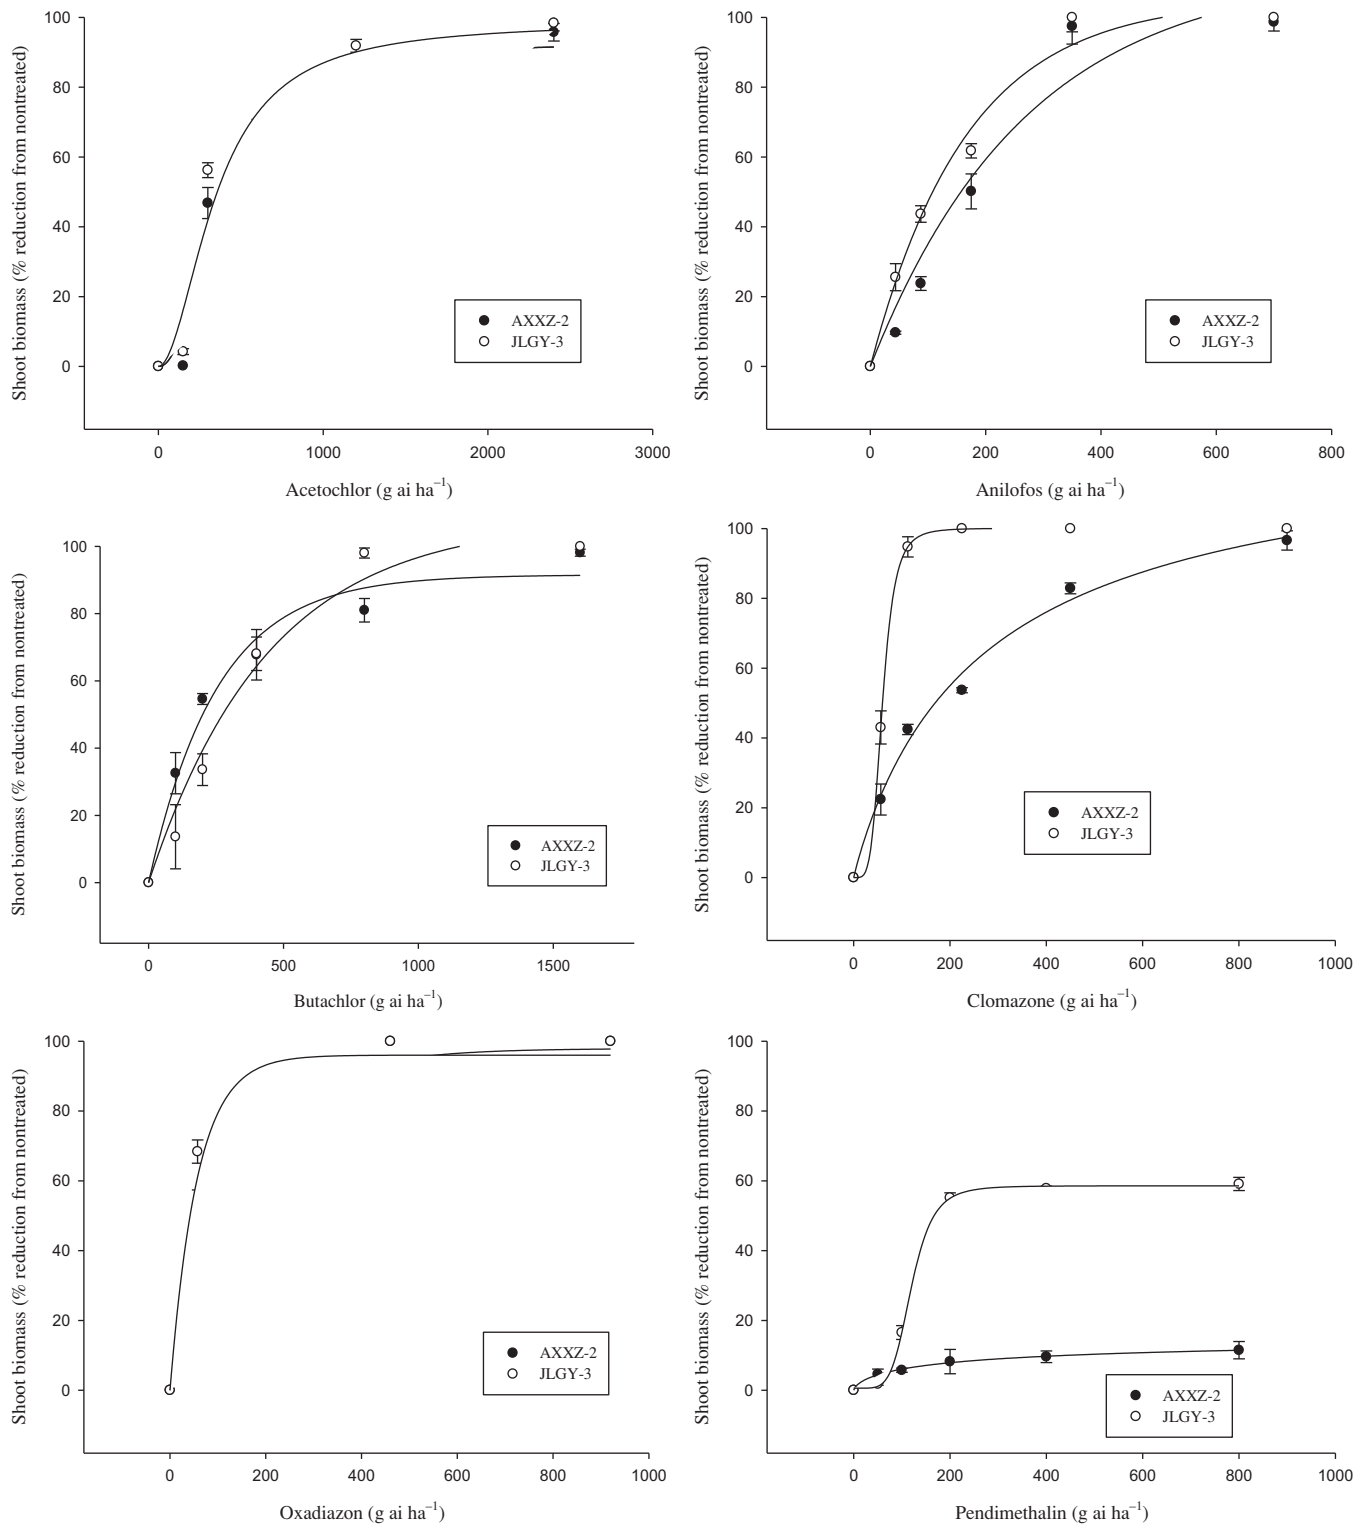 Shoot biomass (% reduction from nontreated)
100
80
60
40
20
0
AXXZ-2
JLGY-3
0 1000 2000 3000
Acetochlor (g ai ha⁻¹)
Shoot biomass (% reduction from nontreated)
100
80
60
40
20
0
AXXZ-2
JLGY-3
0 200 400 600 800
Anilofos (g ai ha⁻¹)
Shoot biomass (% reduction from nontreated)
100
80
60
40
20
0
AXXZ-2
JLGY-3
0 500 1000 1500
Butachlor (g ai ha⁻¹)
Shoot biomass (% reduction from nontreated)
100
80
60
40
20
0
AXXZ-2
JLGY-3
0 200 400 600 800 1000
Clomazone (g ai ha⁻¹)
Shoot biomass (% reduction from nontreated)
100
80
60
40
20
0
AXXZ-2
JLGY-3
0 200 400 600 800 1000
Oxadiazon (g ai ha⁻¹)
Shoot biomass (% reduction from nontreated)
100
80
60
40
20
0
AXXZ-2
JLGY-3
0 200 400 600 800 1000
Pendimethalin (g ai ha⁻¹)